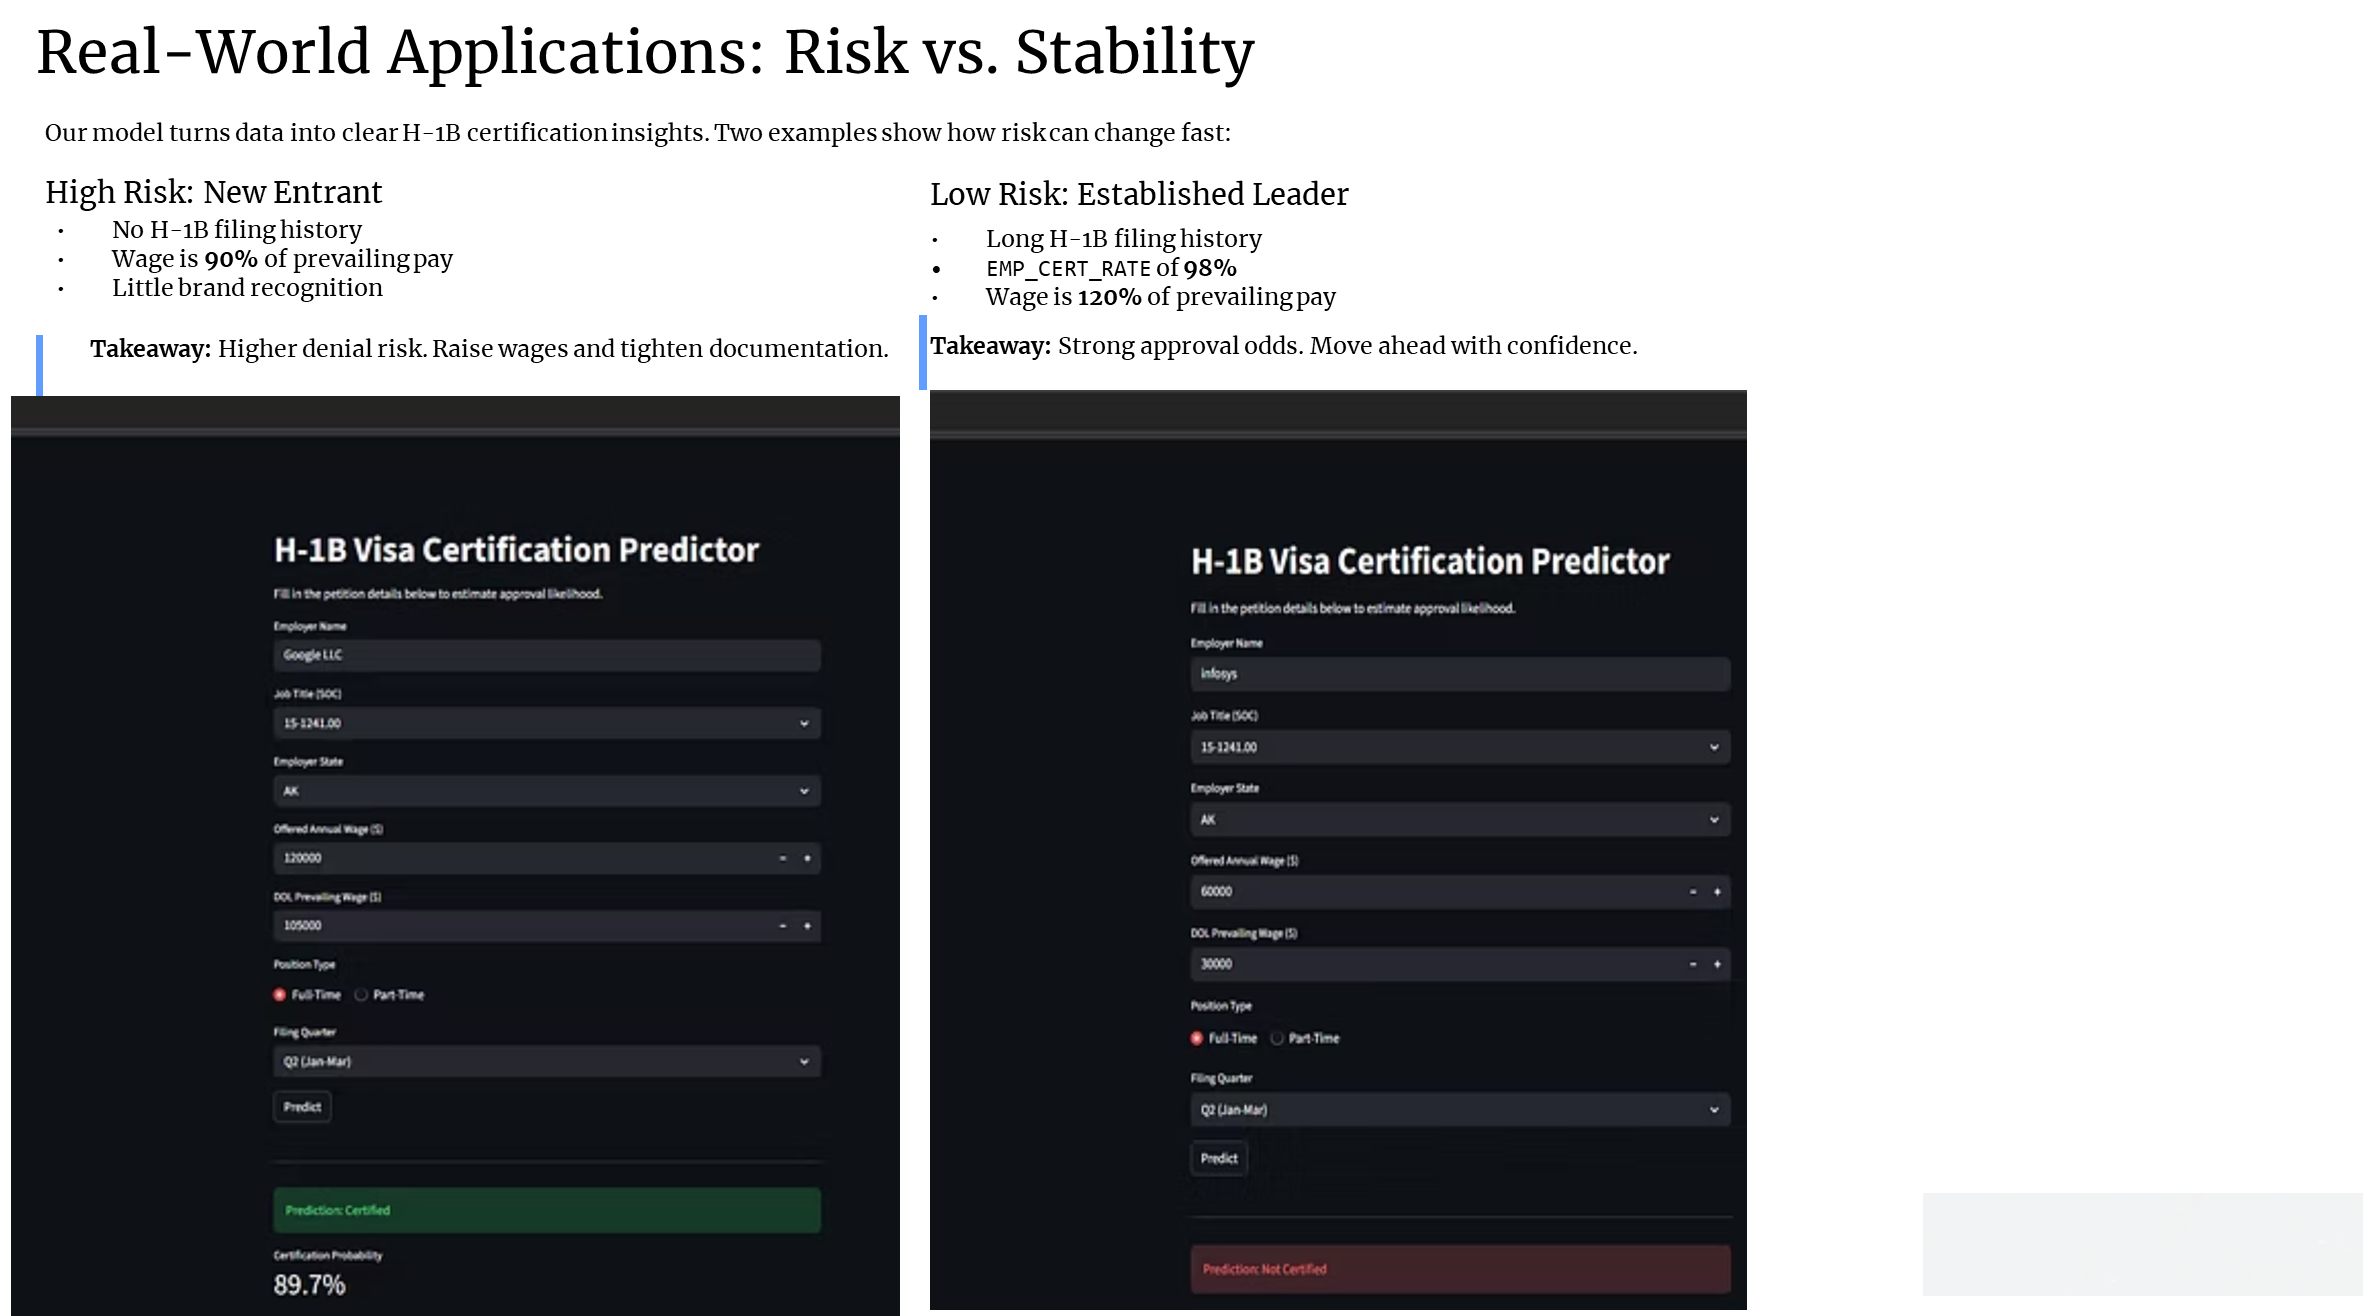 Real-World Applications: Risk vs. Stability
Our model turns data into clear H-1B certification insights. Two examples show how risk can change fast:
High Risk: New Entrant
• No H-1B filing history
• Wage is 90% of prevailing pay
• Little brand recognition
Takeaway: Higher denial risk. Raise wages and tighten documentation.
Low Risk: Established Leader
• Long H-1B filing history
• EMP_CERT_RATE of 98%
• Wage is 120% of prevailing pay
Takeaway: Strong approval odds. Move ahead with confidence.
H-1B Visa Certification Predictor
Fill in the petition details below to estimate approval likelihood.
Employer Name
Google LLC
Job Title (SOC)
15-1241.00
Employer State
AK
Offered Annual Wage ($)
120000
DOL Prevailing Wage ($)
105000
Position Type
Full-Time Part-Time
Filing Quarter
Q2 (Jan-Mar)
Predict
Prediction: Certified
Certification Probability
89.7%
H-1B Visa Certification Predictor
Fill in the petition details below to estimate approval likelihood.
Employer Name
infosys
Job Title (SOC)
15-1241.00
Employer State
AK
Offered Annual Wage ($)
60000
DOL Prevailing Wage ($)
30000
Position Type
Full-Time Part-Time
Filing Quarter
Q2 (Jan-Mar)
Predict
Prediction: Not Certified